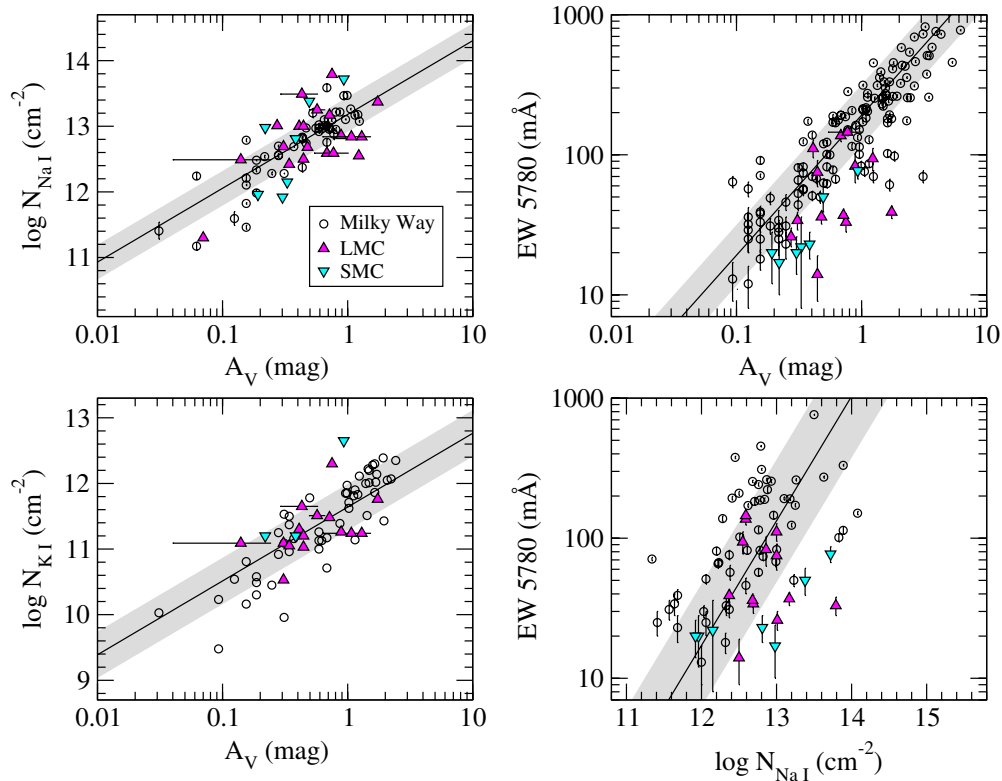 14
13
12
11
log N_Na I (cm^-2)
0.01 0.1 1 10
A_V (mag)
Milky Way
LMC
SMC
1000
100
10
EW 5780 (mÅ)
0.01 0.1 1 10
A_V (mag)
13
12
11
10
9
log N_K I (cm^-2)
0.01 0.1 1 10
A_V (mag)
1000
100
10
EW 5780 (mÅ)
11 12 13 14 15
log N_Na I (cm^-2)